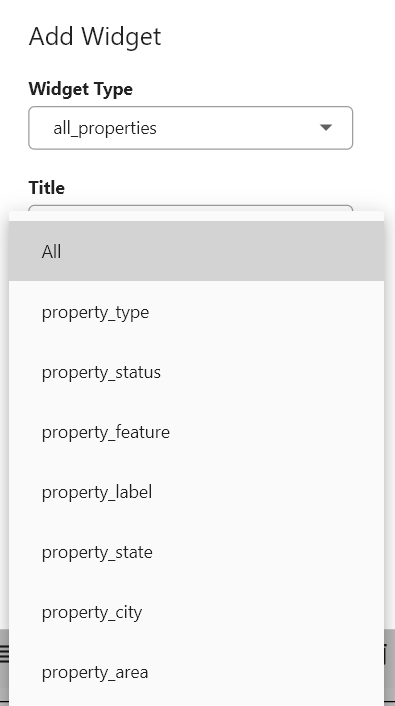 Add Widget
Widget Type
all_properties
Title
All
property_type
property_status
property_feature
property_label
property_state
property_city
property_area